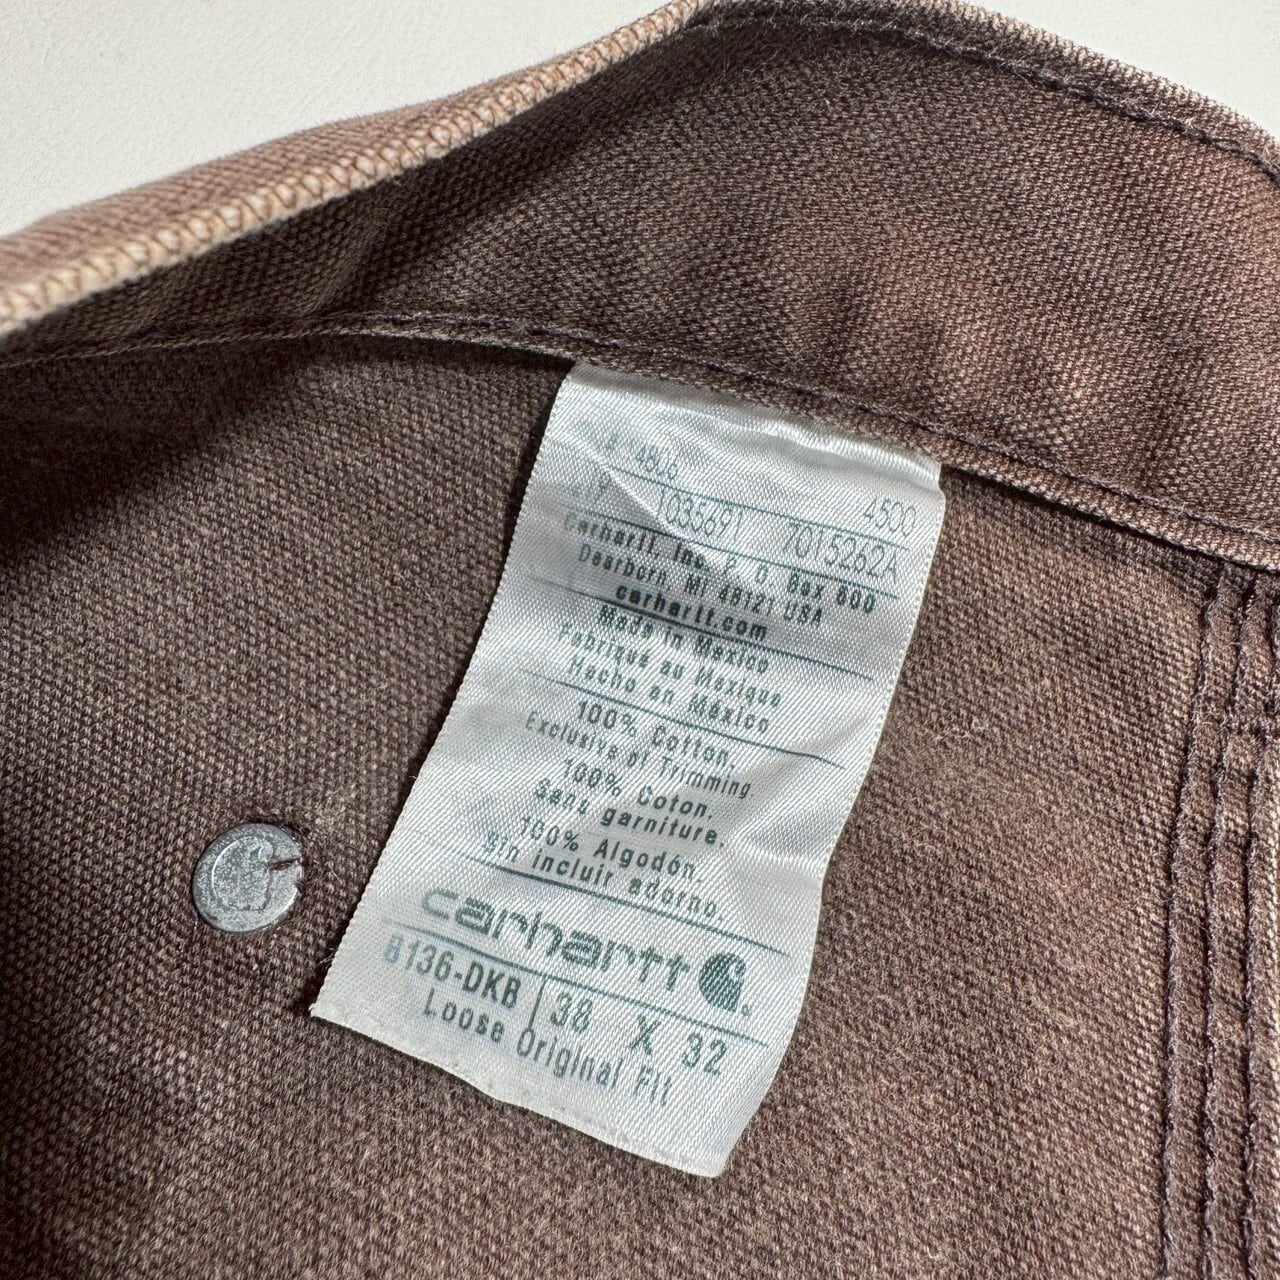 4806 4500
1035691 7015262A
Carhartt, Inc. P. O. Box 600
Dearborn, MI 48121 USA
carhartt.com
Made in Mexico
Fabriqué au Mexique
Hecho en México
100% Cotton.
Exclusive of Trimming
100% Coton.
Sans garniture.
100% Algodón.
Sin incluir adorno.
carhartt
B136-DKB 38 X 32
Loose Original Fit